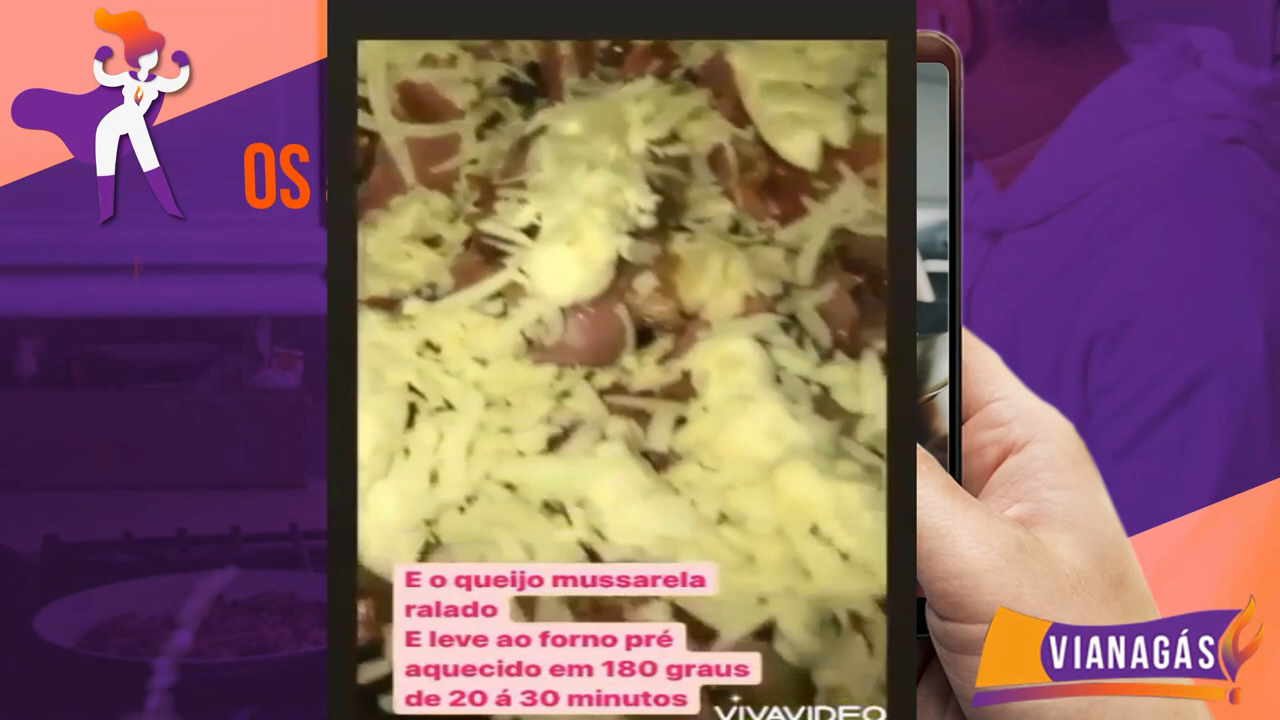 OS
E o queijo mussarela
ralado
E leve ao forno pré
aquecido em 180 graus
de 20 á 30 minutos
VIVAVIDEO
VIANAGÁS